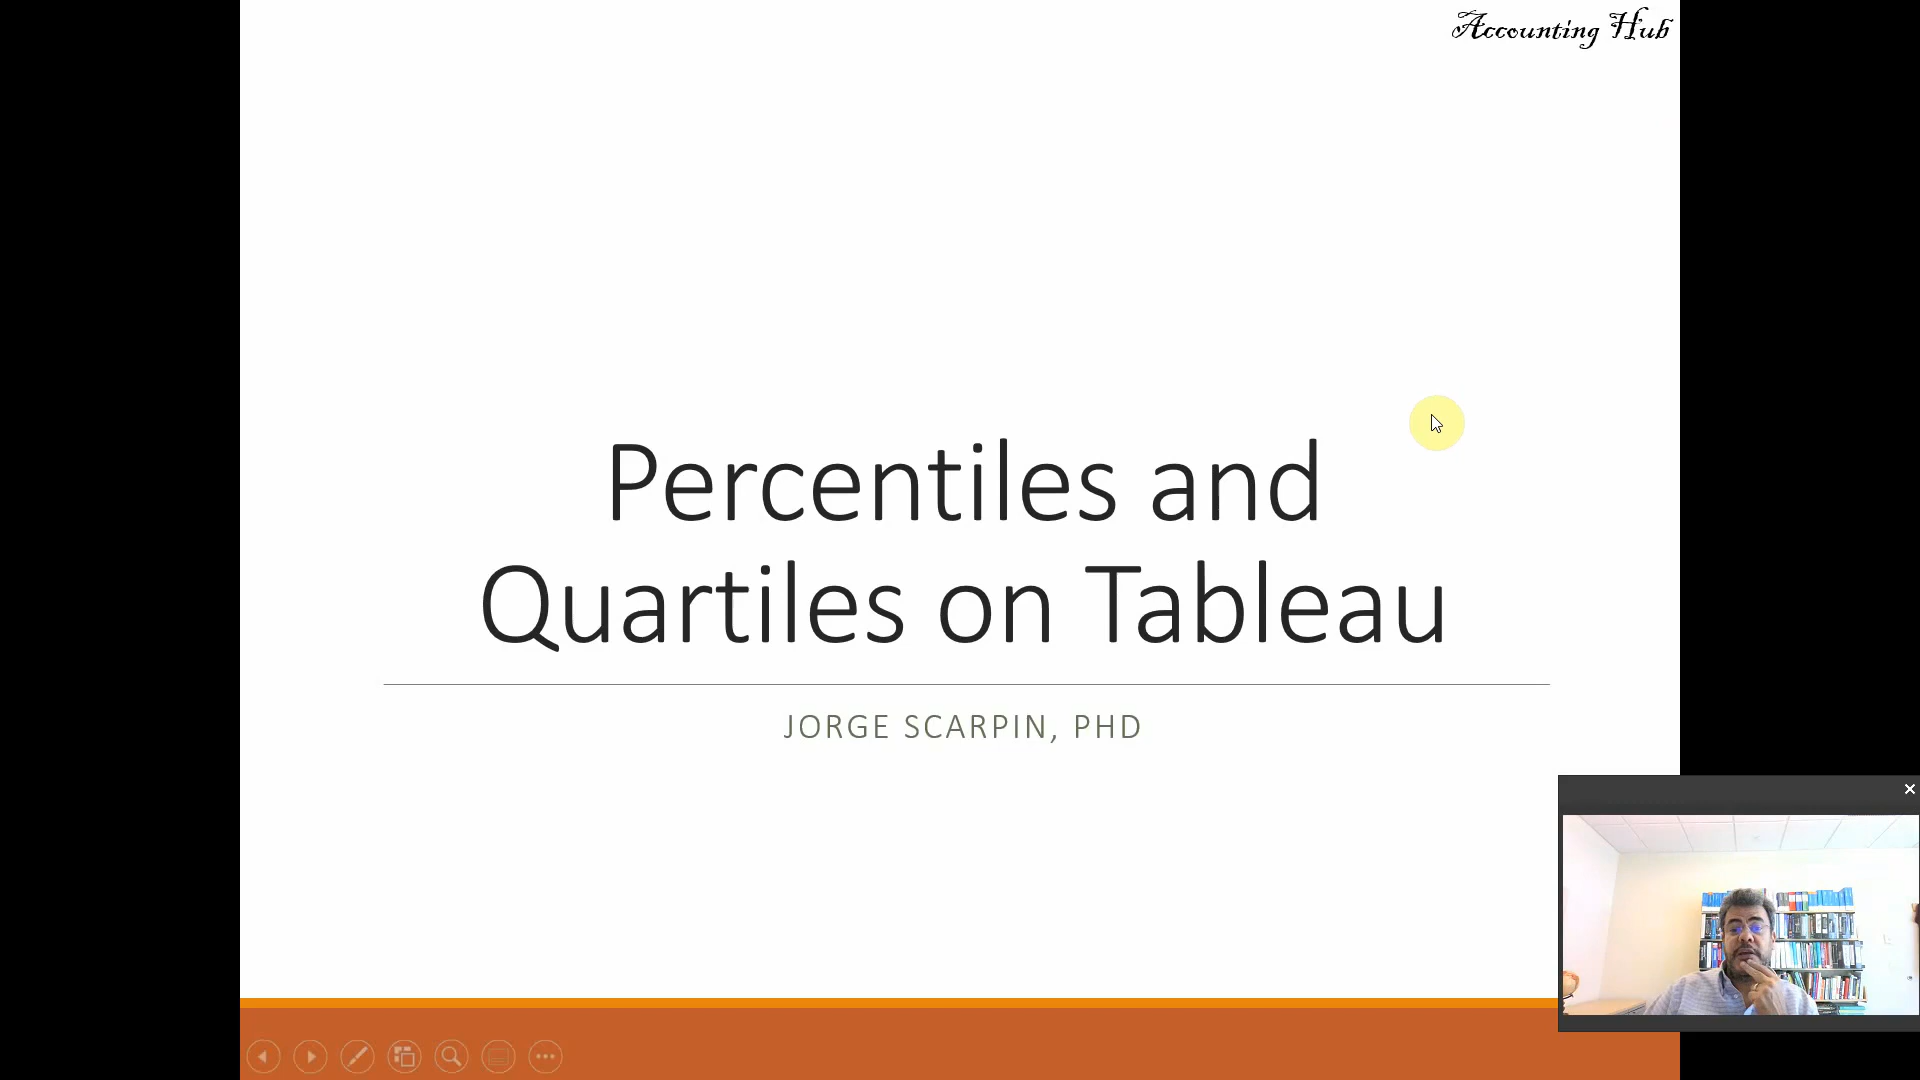 Accounting Hub
Percentiles and
Quartiles on Tableau
JORGE SCARPIN, PHD